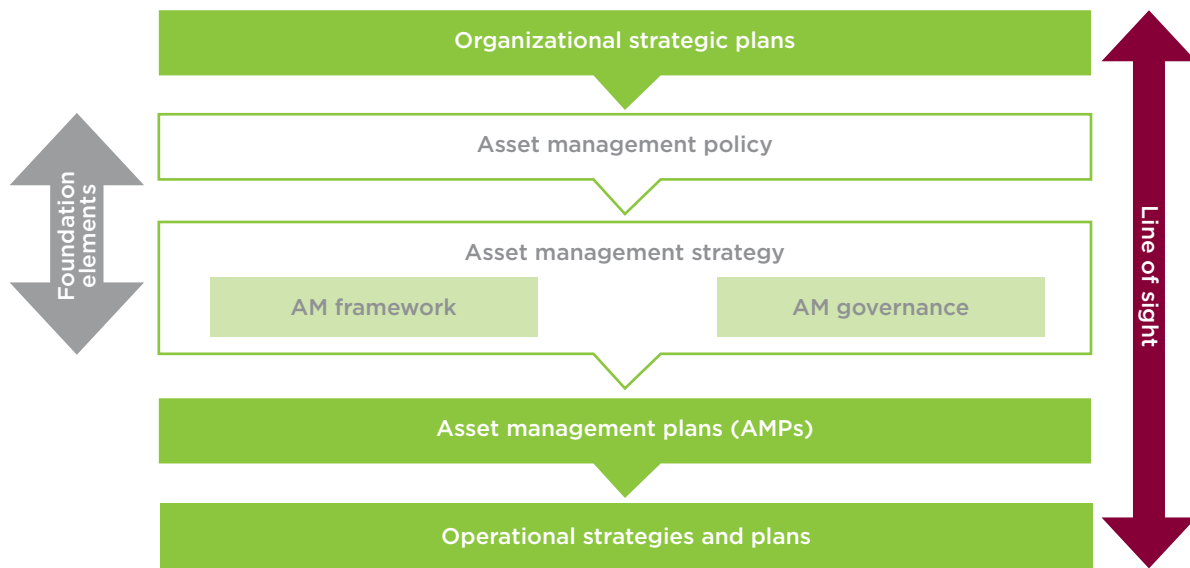 Organizational strategic plans
Asset management policy
Foundation
elements
Asset management strategy
AM framework
AM governance
Line of sight
Asset management plans (AMPs)
Operational strategies and plans